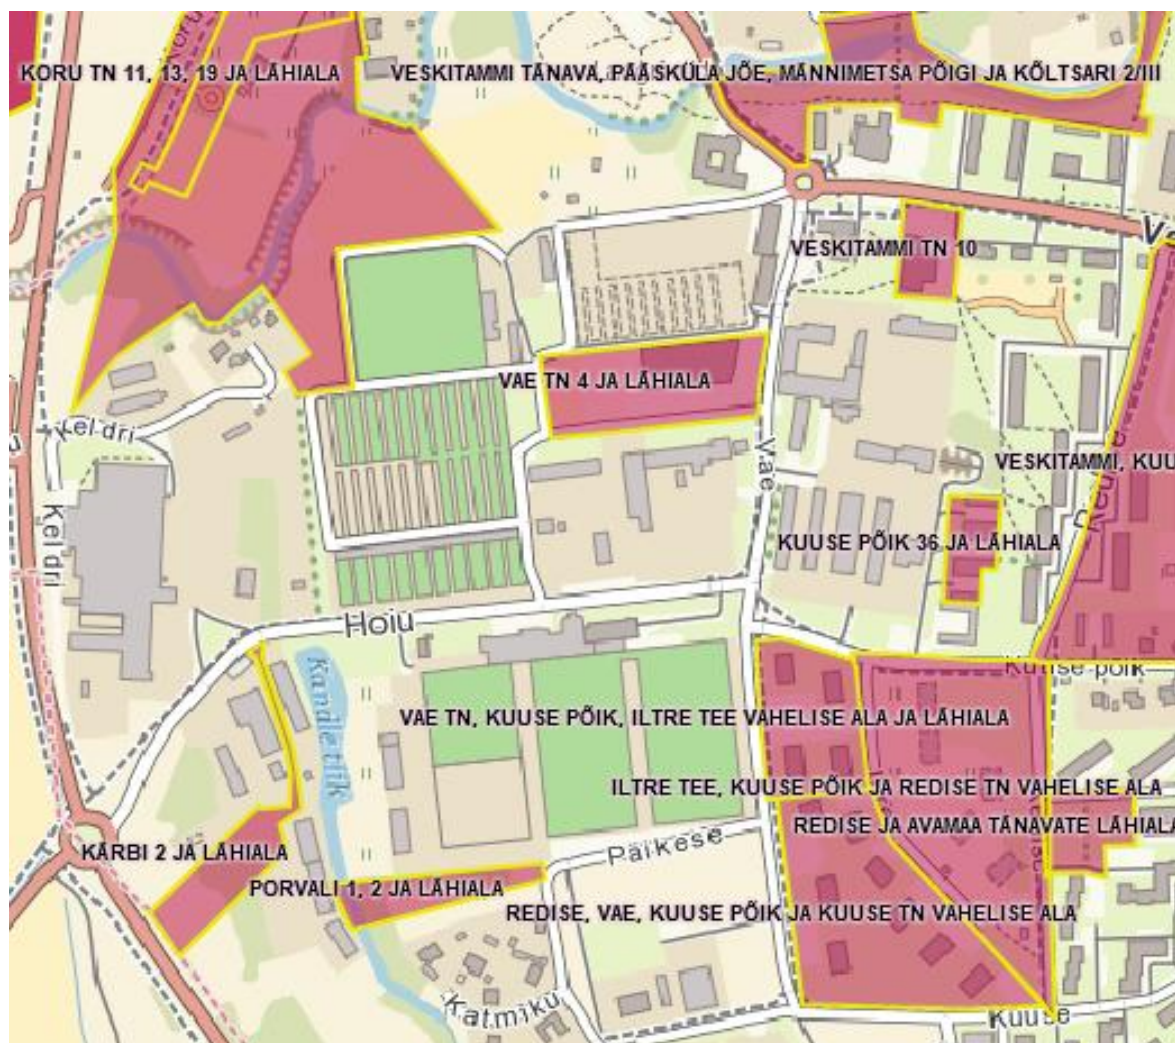 KORU TN 11, 13, 19 JA LÄHIALA
VESKITAMMI TÄNAVA, PÄÄSKÜLA JÕE, MÄNNIMETSA PÕIGI JA KÕLTSARI 2/III
VESKITAMMI TN 10
VAE TN 4 JA LÄHIALA
Keldri
Vae
VESKITAMMI, KUU
Keldri
KUUSE PÕIK 36 JA LÄHIALA
Hoiu
Kuuse põik
Kandle tiik
VAE TN, KUUSE PÕIK, ILTRE TEE VAHELISE ALA JA LÄHIALA
ILTRE TEE, KUUSE PÕIK JA REDISE TN VAHELISE ALA
REDISE JA AVAMAA TÄNAVATE LÄHIALA
Päikese
KÄRBI 2 JA LÄHIALA
PORVALI 1, 2 JA LÄHIALA
REDISE, VAE, KUUSE PÕIK JA KUUSE TN VAHELISE ALA
Katmiku
Kuuse